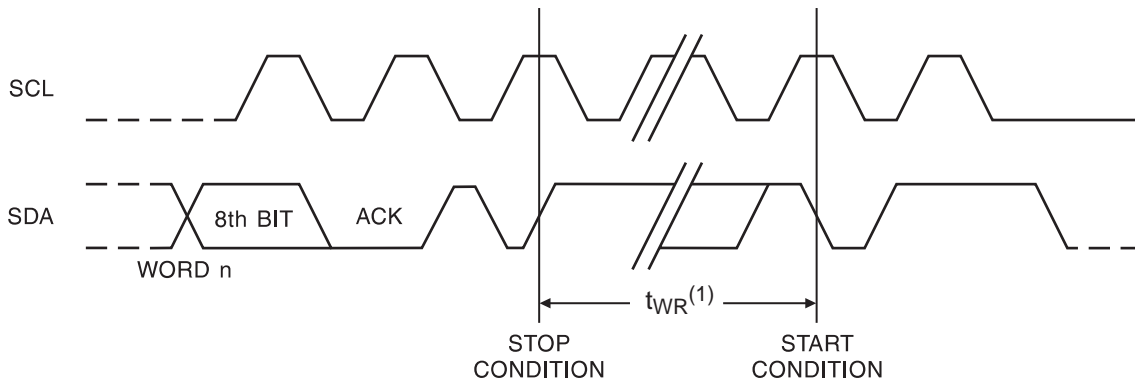 SCL
SDA
8th BIT
ACK
WORD n
tWR(1)
STOP
CONDITION
START
CONDITION